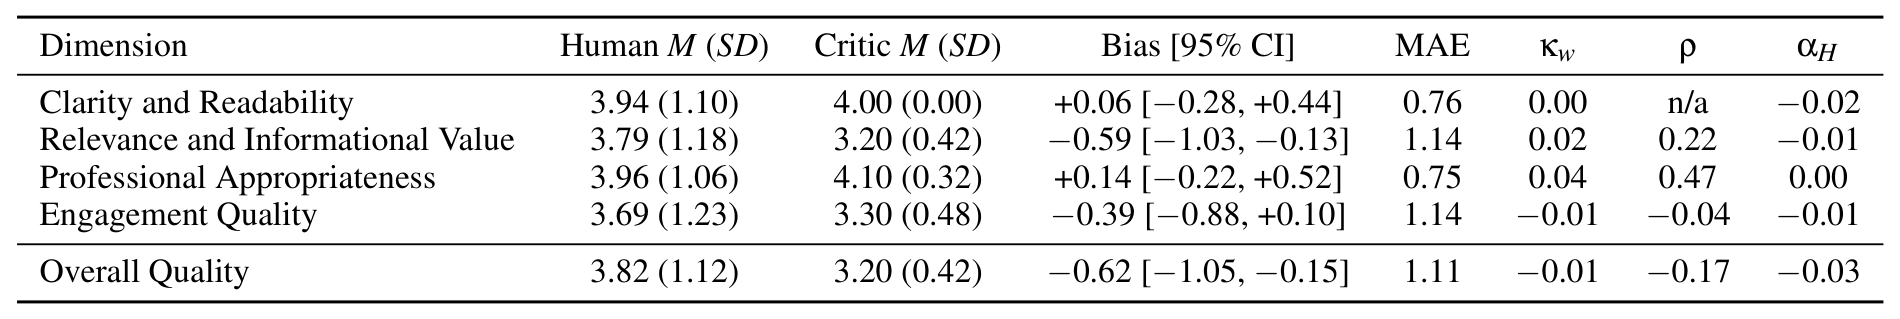 Dimension Human M (SD) Critic M (SD) Bias [95% CI] MAE κw ρ αH
Clarity and Readability 3.94 (1.10) 4.00 (0.00) +0.06 [−0.28, +0.44] 0.76 0.00 n/a −0.02
Relevance and Informational Value 3.79 (1.18) 3.20 (0.42) −0.59 [−1.03, −0.13] 1.14 0.02 0.22 −0.01
Professional Appropriateness 3.96 (1.06) 4.10 (0.32) +0.14 [−0.22, +0.52] 0.75 0.04 0.47 0.00
Engagement Quality 3.69 (1.23) 3.30 (0.48) −0.39 [−0.88, +0.10] 1.14 −0.01 −0.04 −0.01
Overall Quality 3.82 (1.12) 3.20 (0.42) −0.62 [−1.05, −0.15] 1.11 −0.01 −0.17 −0.03